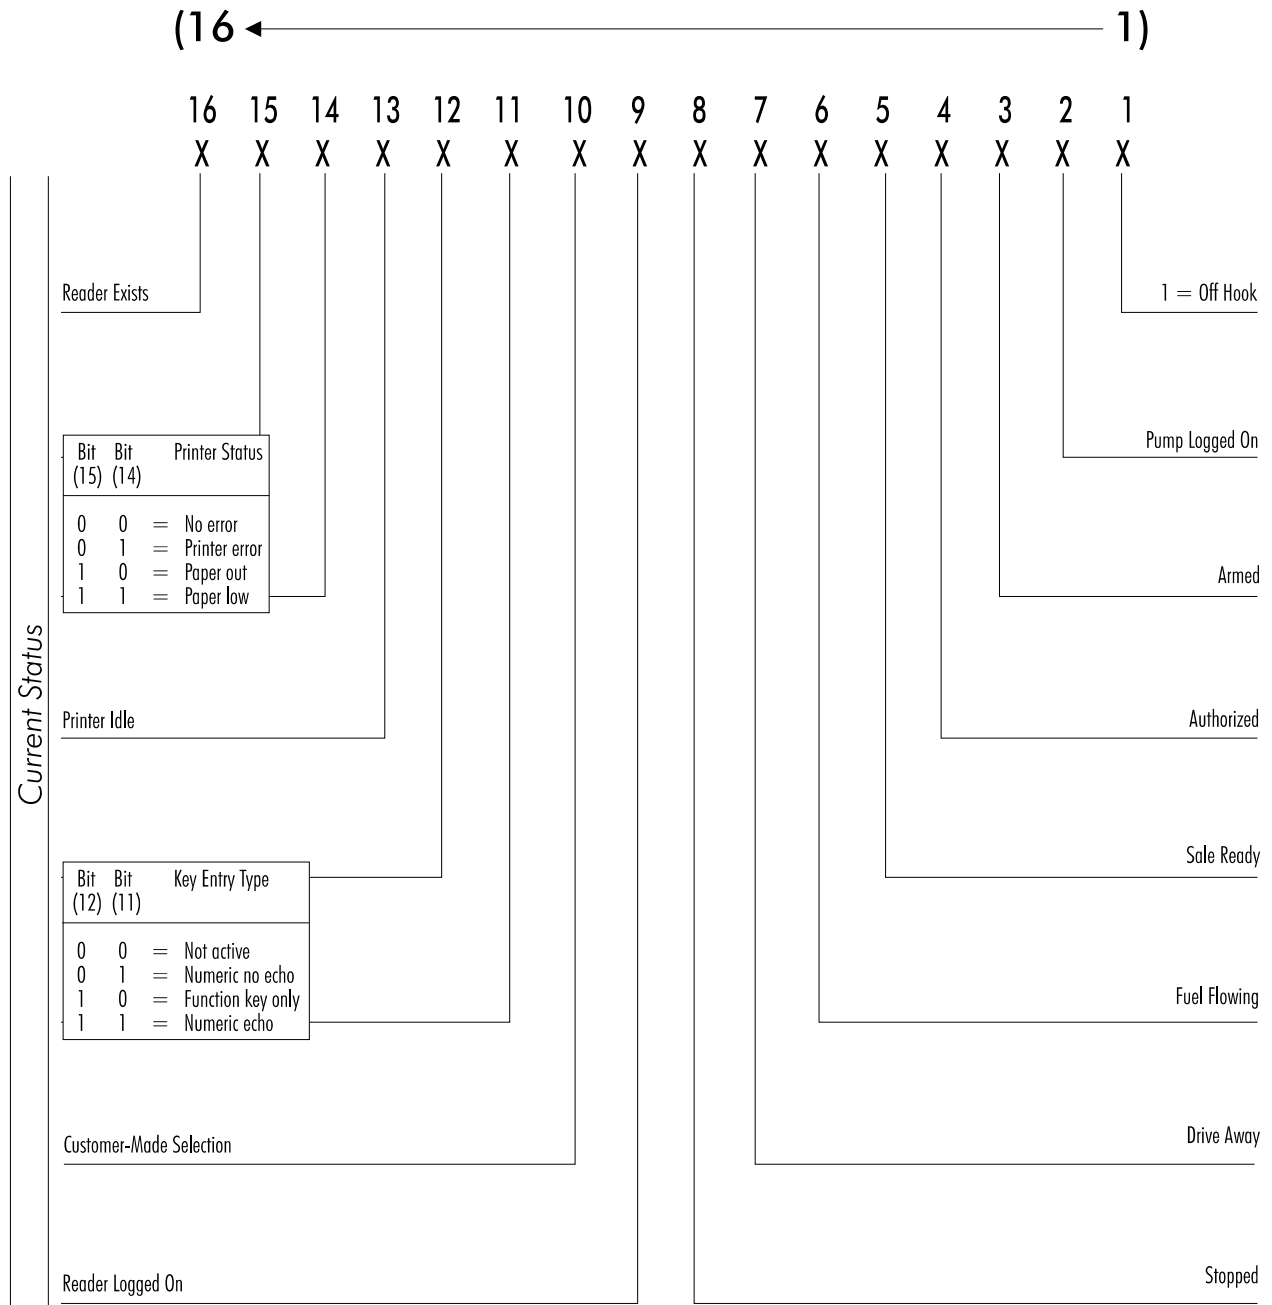 (16 1)
16 15 14 13 12 11 10 9 8 7 6 5 4 3 2 1
X X X X X X X X X X X X X X X X
Current Status
Reader Exists
1 = Off Hook
Bit Bit Printer Status
(15) (14)
0 0 = No error
0 1 = Printer error
1 0 = Paper out
1 1 = Paper low
Pump Logged On
Armed
Printer Idle
Authorized
Bit Bit Key Entry Type
(12) (11)
0 0 = Not active
0 1 = Numeric no echo
1 0 = Function key only
1 1 = Numeric echo
Sale Ready
Fuel Flowing
Customer-Made Selection
Drive Away
Reader Logged On
Stopped